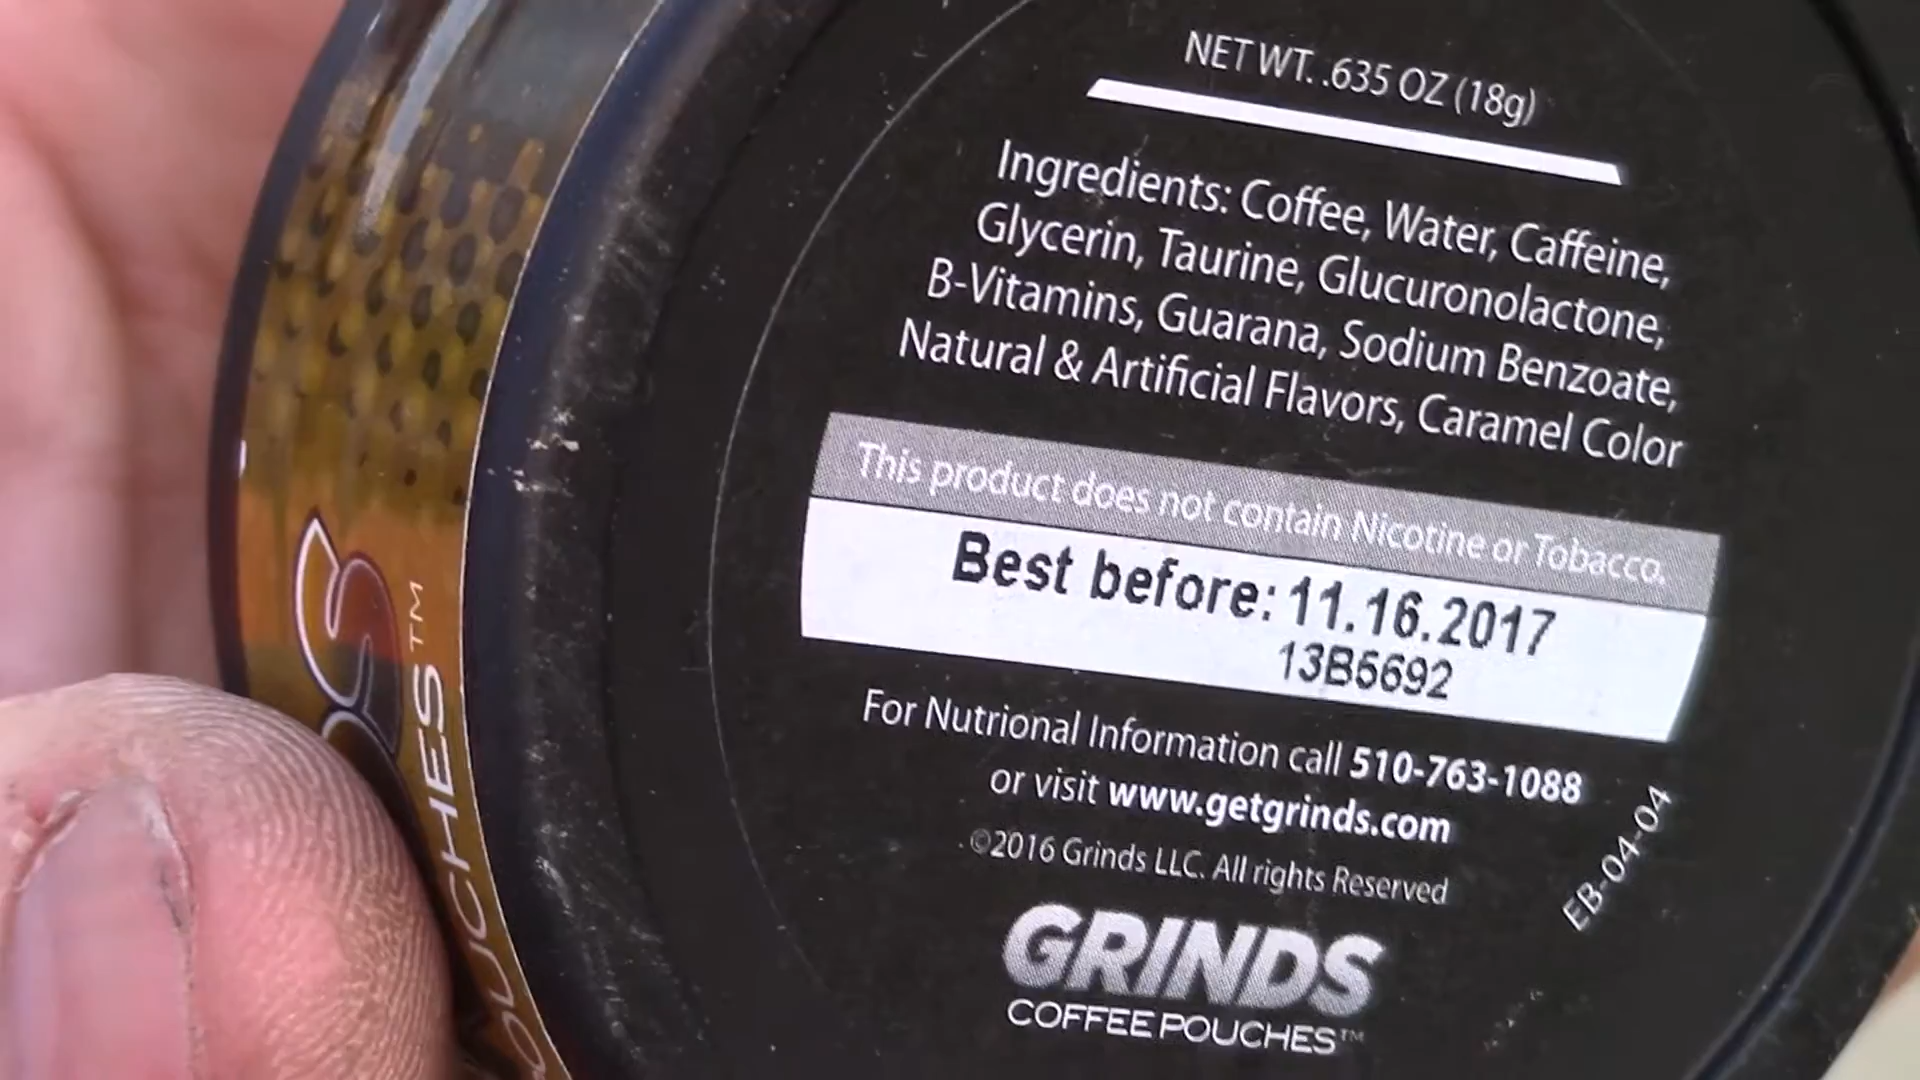 NET WT. .635 OZ (18g)
Ingredients: Coffee, Water, Caffeine,
Glycerin, Taurine, Glucuronolactone,
B-Vitamins, Guarana, Sodium Benzoate,
Natural & Artificial Flavors, Caramel Color
This product does not contain Nicotine or Tobacco.
Best before: 11.16.2017
13B5692
For Nutrional Information call 510-763-1088
or visit www.getgrinds.com
©2016 Grinds LLC. All rights Reserved
EB-04-04
GRINDS
COFFEE POUCHES™
S
OUCHES™